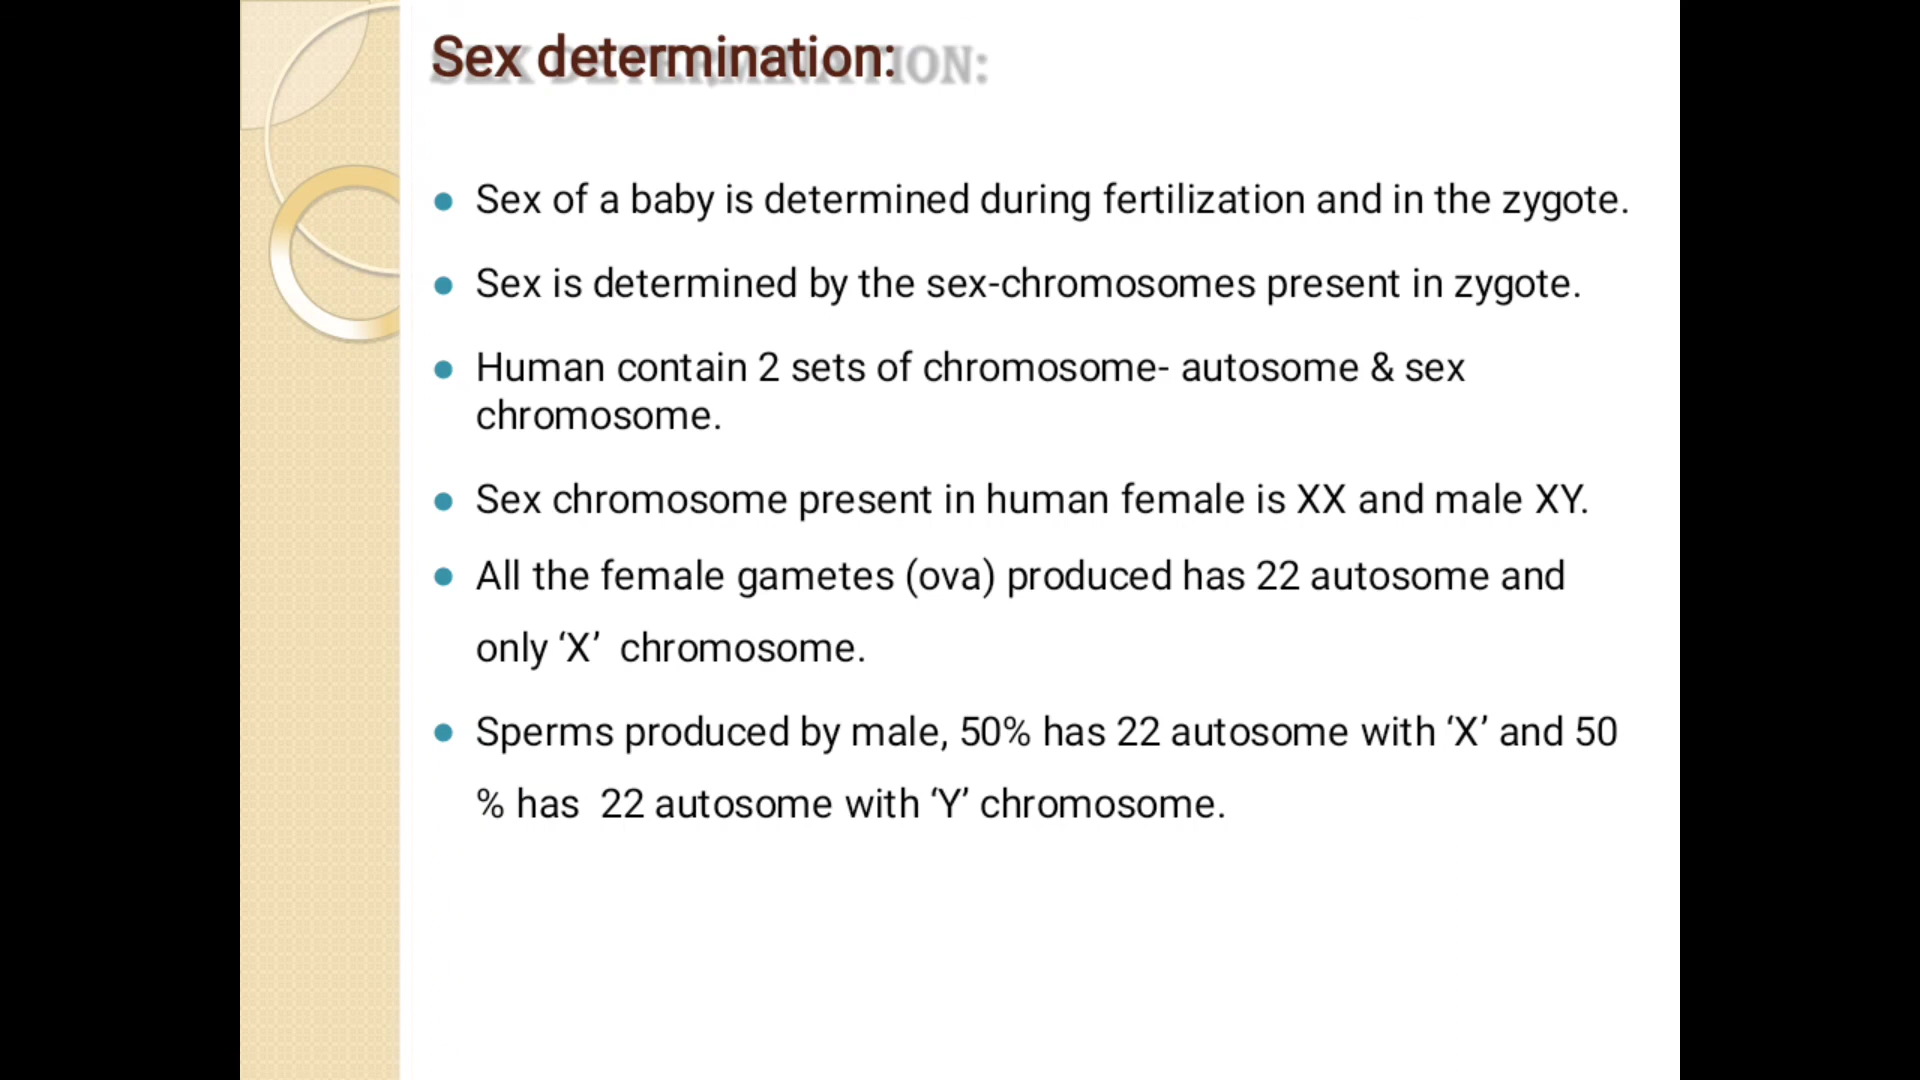 Sex determination:
Sex of a baby is determined during fertilization and in the zygote.
Sex is determined by the sex-chromosomes present in zygote.
Human contain 2 sets of chromosome- autosome & sex
chromosome.
Sex chromosome present in human female is XX and male XY.
All the female gametes (ova) produced has 22 autosome and
only ‘X’  chromosome.
Sperms produced by male, 50% has 22 autosome with ‘X’ and 50
% has  22 autosome with ‘Y’ chromosome.